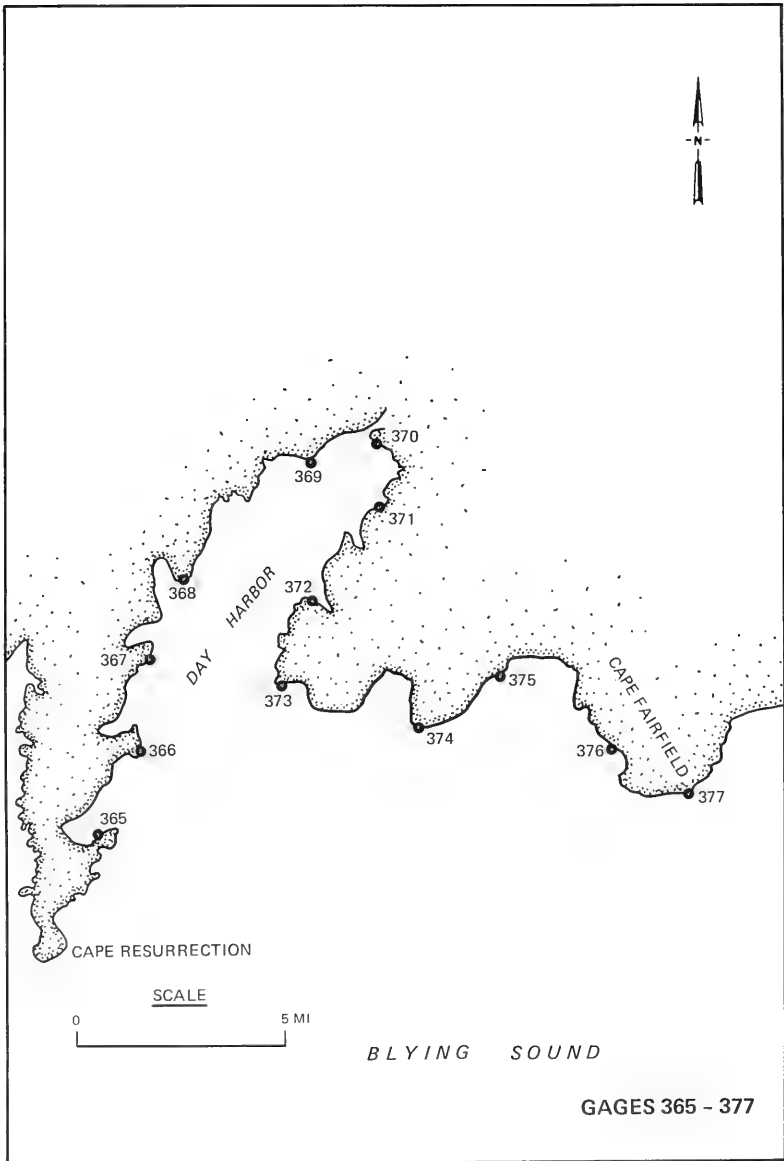 -N-
370
369
371
372
368
DAY HARBOR
367
373
375
CAPE FAIRFIELD
374
366
376
377
365
CAPE RESURRECTION
SCALE
0 5 MI
BLYING SOUND
GAGES 365 - 377